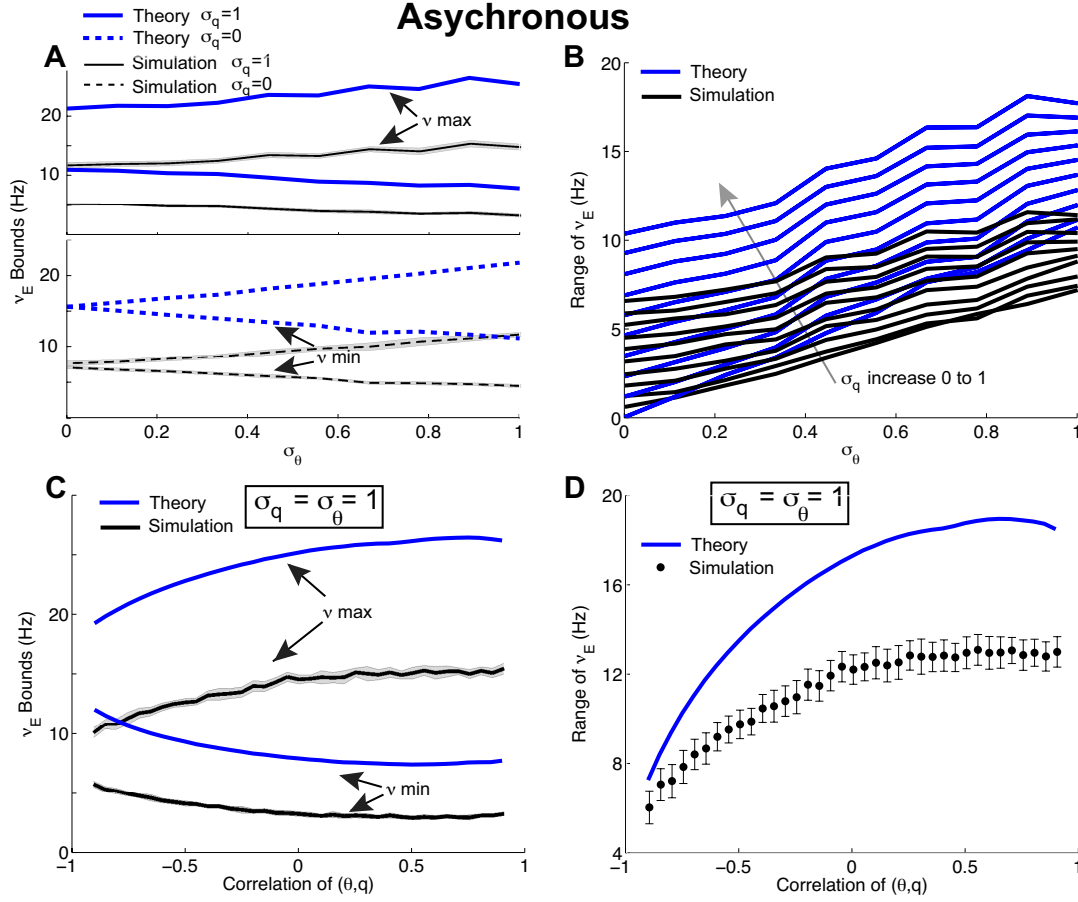 Asychronous
A
Theory σq=1
Theory σq=0
Simulation σq=1
Simulation σq=0
20
10
ν max
20
10
0
ν min
νE Bounds (Hz)
0 0.2 0.4 0.6 0.8 1
σθ
B
Theory
Simulation
20
15
10
5
0
Range of νE (Hz)
σq increase 0 to 1
0 0.2 0.4 0.6 0.8 1
σθ
C
Theory
Simulation
σq = σθ = 1
20
10
0
νE Bounds (Hz)
ν max
ν min
−1 −0.5 0 0.5 1
Correlation of (θ,q)
D
σq = σθ = 1
Theory
Simulation
20
16
12
8
4
Range of νE (Hz)
−1 −0.5 0 0.5 1
Correlation of (θ,q)